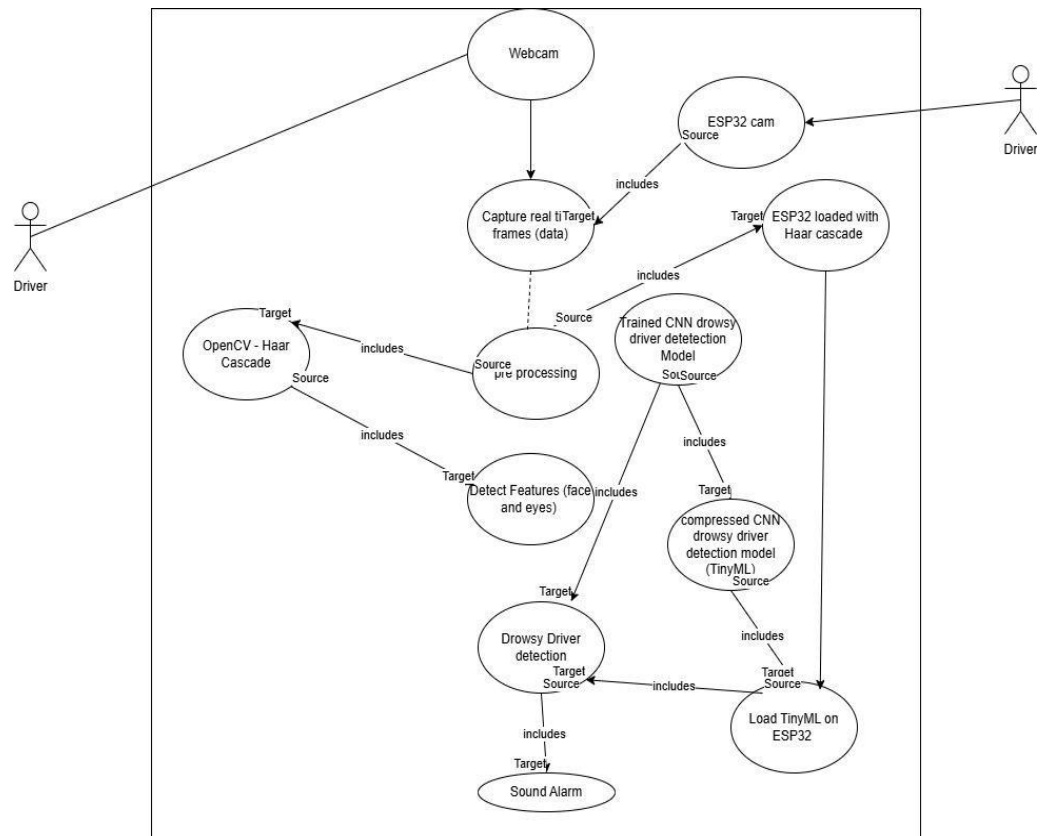 Webcam
ESP32 cam
Source
Driver
includes
Capture real ti
Target
frames (data)
Target
ESP32 loaded with
Haar cascade
Driver
includes
Target
Source
OpenCV - Haar
Cascade
includes
Source
pre processing
Trained CNN drowsy
driver detetection
Model
Source
Source
includes
includes
Target
Detect Features (face
and eyes)
includes
Target
compressed CNN
drowsy driver
detection model
(TinyML)
Source
Target
Drowsy Driver
detection
Target
Source
includes
includes
Target
Source
Load TinyML on
ESP32
includes
Target
Sound Alarm